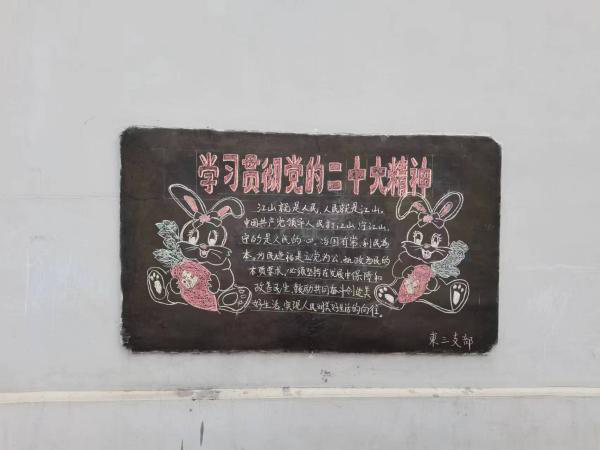 学习贯彻党的二十大精神
江山就是人民,人民就是江山。
中国共产党领导人民打江山,守江山,
守的是人民的心。治国有常,利民为
本。为民造福是立党为公、执政为民的
本质要求。必须坚持在发展中保障和
改善民生,鼓励共同奋斗创造美
好生活,实现人民对美好生活的向往。
東三支部